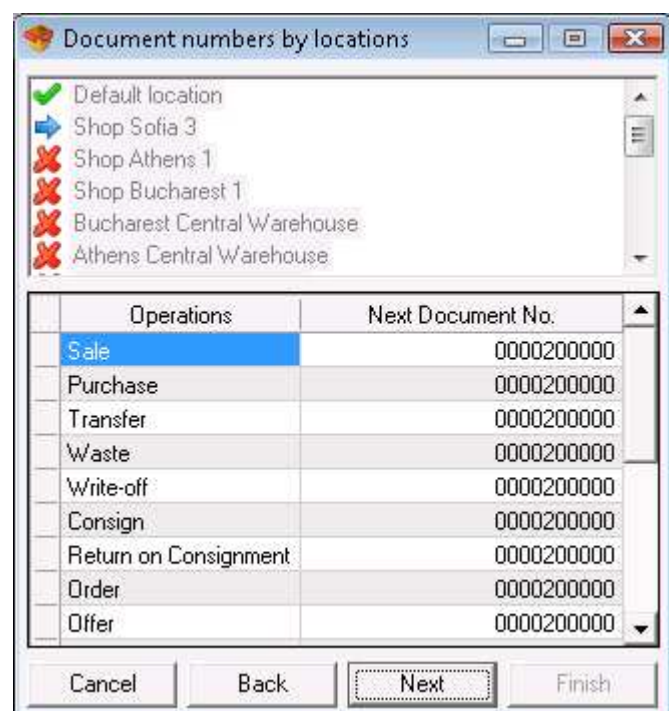 Document numbers by locations
Default location
Shop Sofia 3
Shop Athens 1
Shop Bucharest 1
Bucharest Central Warehouse
Athens Central Warehouse
Operations Next Document No.
Sale 0000200000
Purchase 0000200000
Transfer 0000200000
Waste 0000200000
Write-off 0000200000
Consign 0000200000
Return on Consignment 0000200000
Order 0000200000
Offer 0000200000
Cancel Back Next Finish